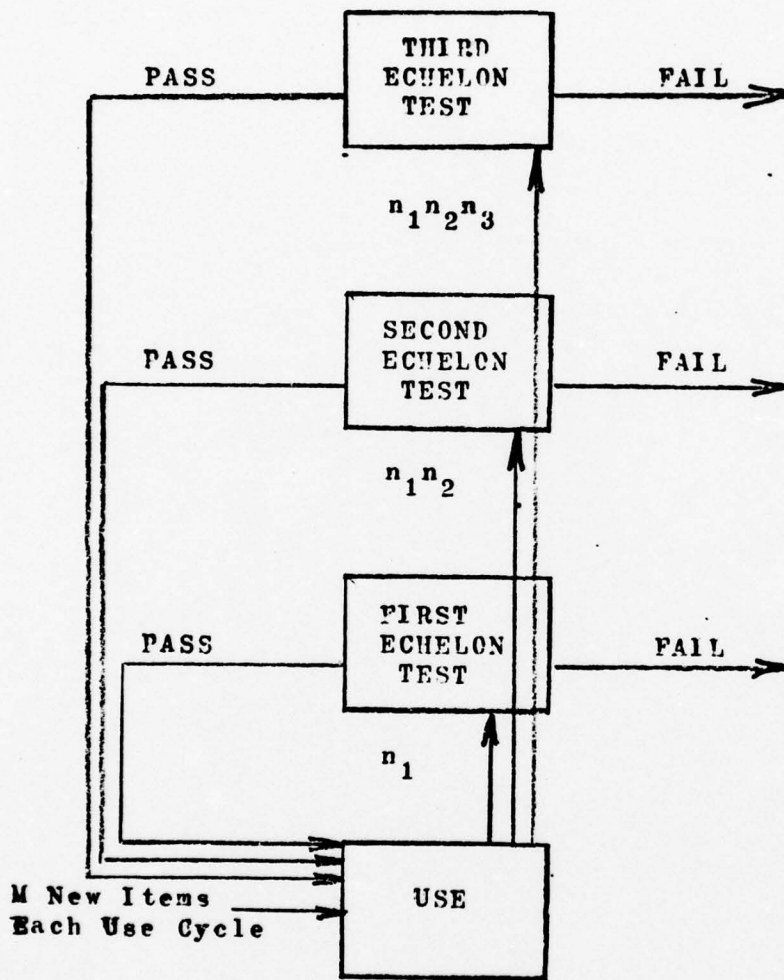 THIRD
ECHELON
TEST
PASS
FAIL
n₁n₂n₃
SECOND
ECHELON
TEST
PASS
FAIL
n₁n₂
FIRST
ECHELON
TEST
PASS
FAIL
n₁
USE
M New Items
Each Use Cycle